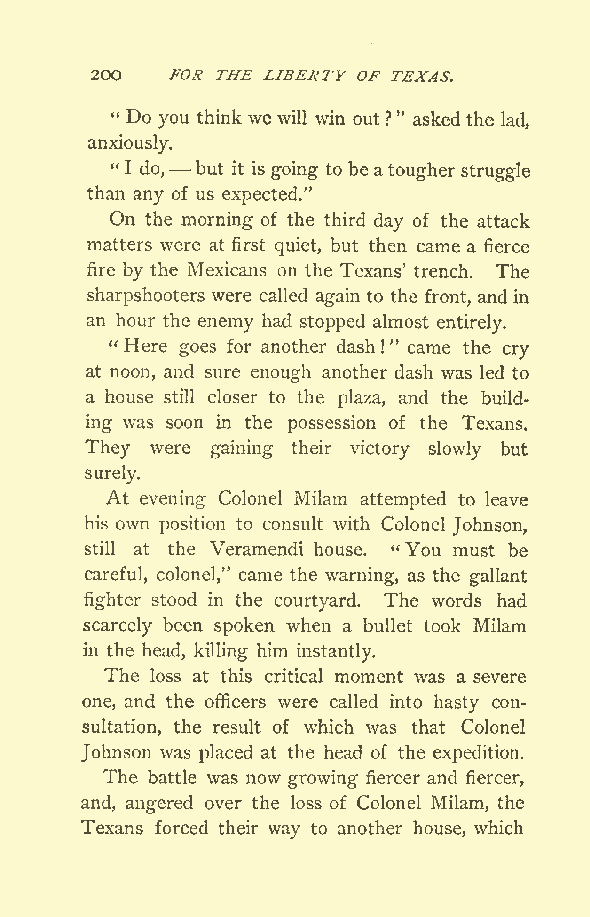 200 FOR THE LIBERTY OF TEXAS.
“Do you think we will win out?” asked the lad,
anxiously.
“I do,—but it is going to be a tougher struggle
than any of us expected.”
On the morning of the third day of the attack
matters were at first quiet, but then came a fierce
fire by the Mexicans on the Texans’ trench. The
sharpshooters were called again to the front, and in
an hour the enemy had stopped almost entirely.
“Here goes for another dash!” came the cry
at noon, and sure enough another dash was led to
a house still closer to the plaza, and the build-
ing was soon in the possession of the Texans.
They were gaining their victory slowly but
surely.
At evening Colonel Milam attempted to leave
his own position to consult with Colonel Johnson,
still at the Veramendi house. “You must be
careful, colonel,” came the warning, as the gallant
fighter stood in the courtyard. The words had
scarcely been spoken when a bullet took Milam
in the head, killing him instantly.
The loss at this critical moment was a severe
one, and the officers were called into hasty con-
sultation, the result of which was that Colonel
Johnson was placed at the head of the expedition.
The battle was now growing fiercer and fiercer,
and, angered over the loss of Colonel Milam, the
Texans forced their way to another house, which